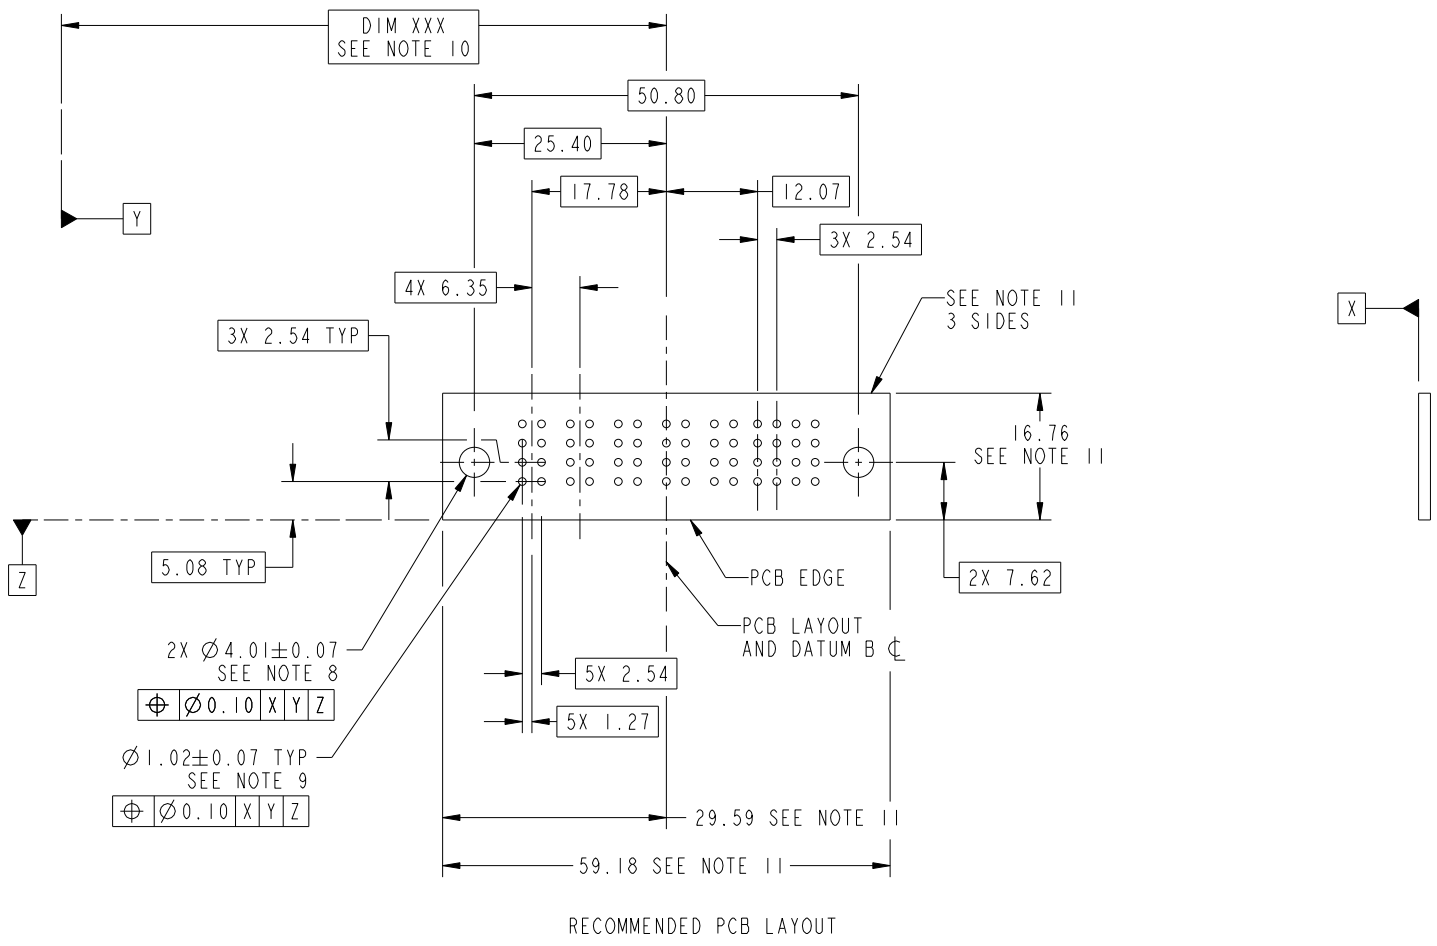 DIM XXX
SEE NOTE 10
50.80
25.40
17.78
12.07
Y
3X 2.54
4X 6.35
SEE NOTE 11
3 SIDES
X
3X 2.54 TYP
16.76
SEE NOTE 11
5.08 TYP
Z
PCB EDGE
2X 7.62
PCB LAYOUT
AND DATUM B ℄
2X Ø4.01±0.07
SEE NOTE 8
⌖ Ø0.10 X Y Z
5X 2.54
5X 1.27
Ø1.02±0.07 TYP
SEE NOTE 9
⌖ Ø0.10 X Y Z
29.59 SEE NOTE 11
59.18 SEE NOTE 11
RECOMMENDED PCB LAYOUT